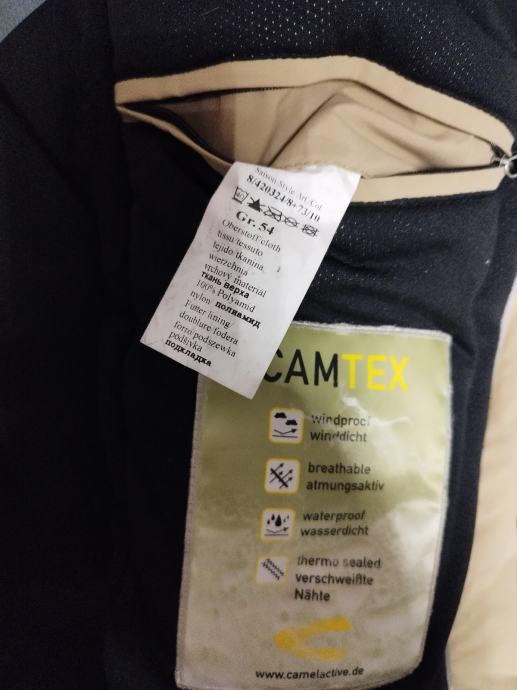 Saison Style Art. Col.
8/420324/8+73/10
Gr. 54
Oberstoff/cloth
tissu/tessuto
tejido/tkanina
wierzchnia
vrchový materiál
ткань верха
100% Polyamid
nylon полиамид
Futter/lining/
doublure/fodera
forro/podszewka
podšívka
подкладка
CAMTEX
windproof
winddicht
breathable
atmungsaktiv
waterproof
wasserdicht
thermo sealed
verschweißte
Nähte
www.camelactive.de